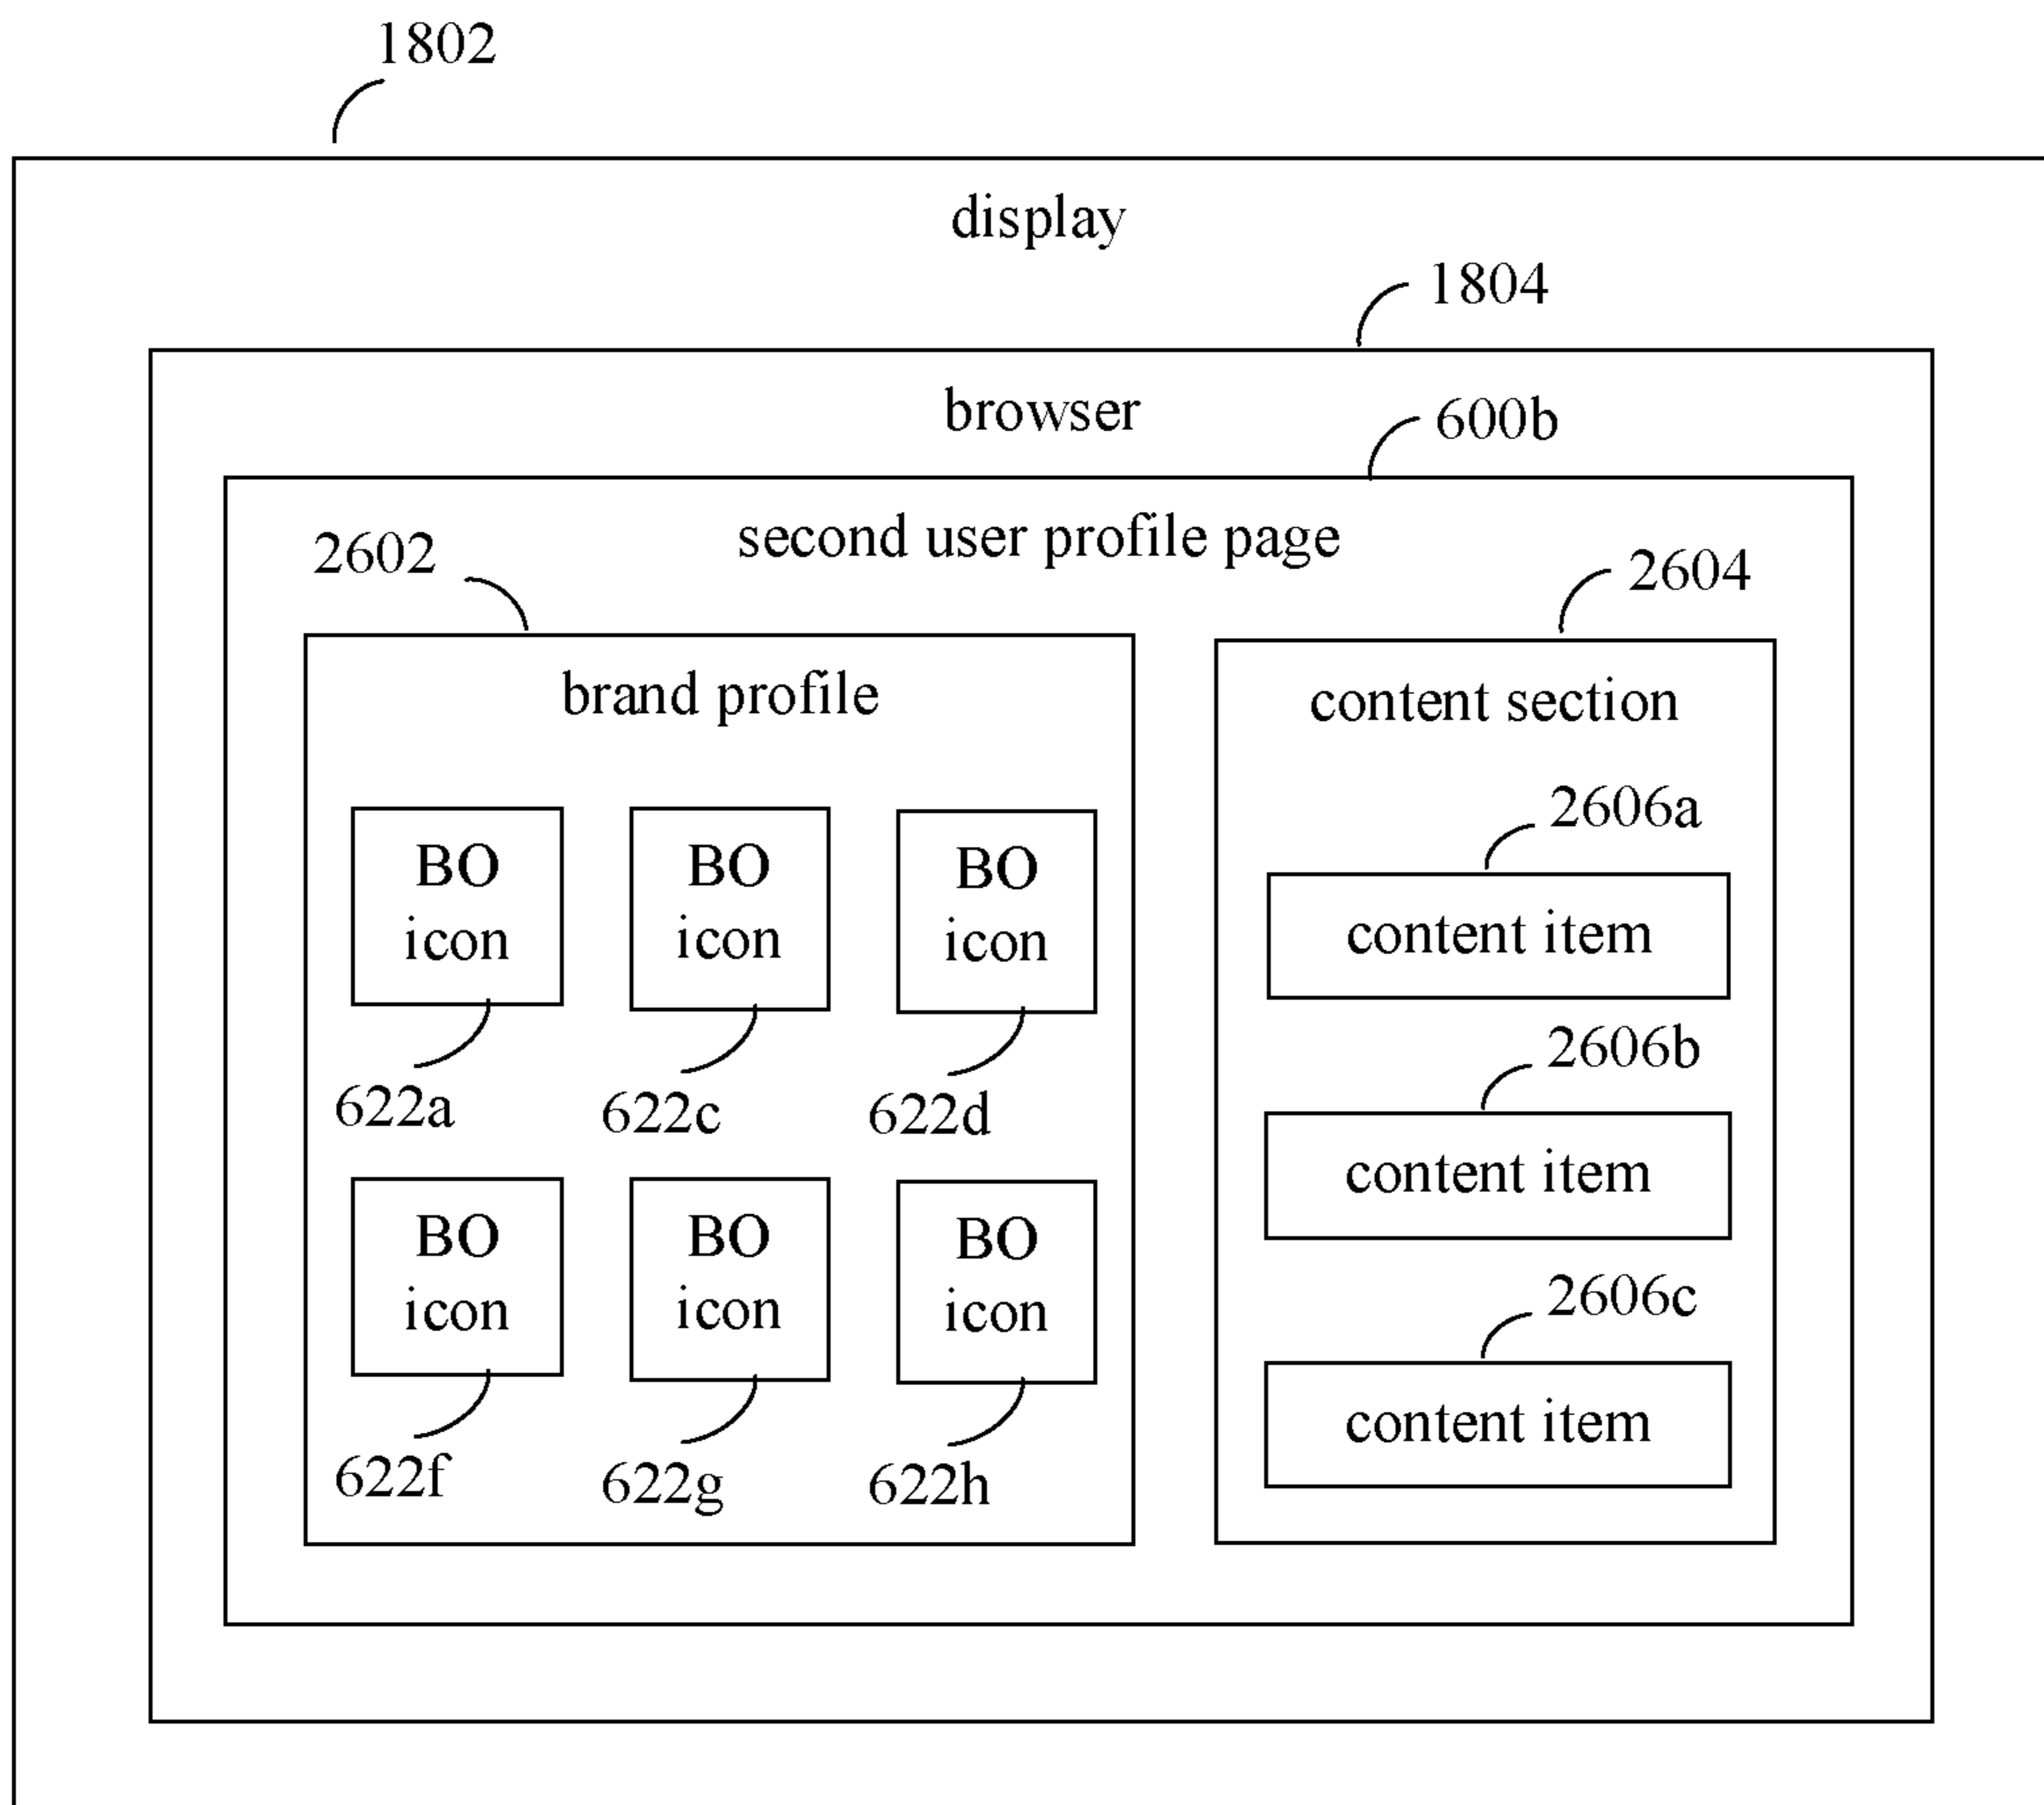 1802
display
1804
browser
600b
second user profile page
2602
2604
brand profile
content section
BO
icon
BO
icon
BO
icon
622a
622c
622d
BO
icon
BO
icon
BO
icon
622f
622g
622h
2606a
content item
2606b
content item
2606c
content item